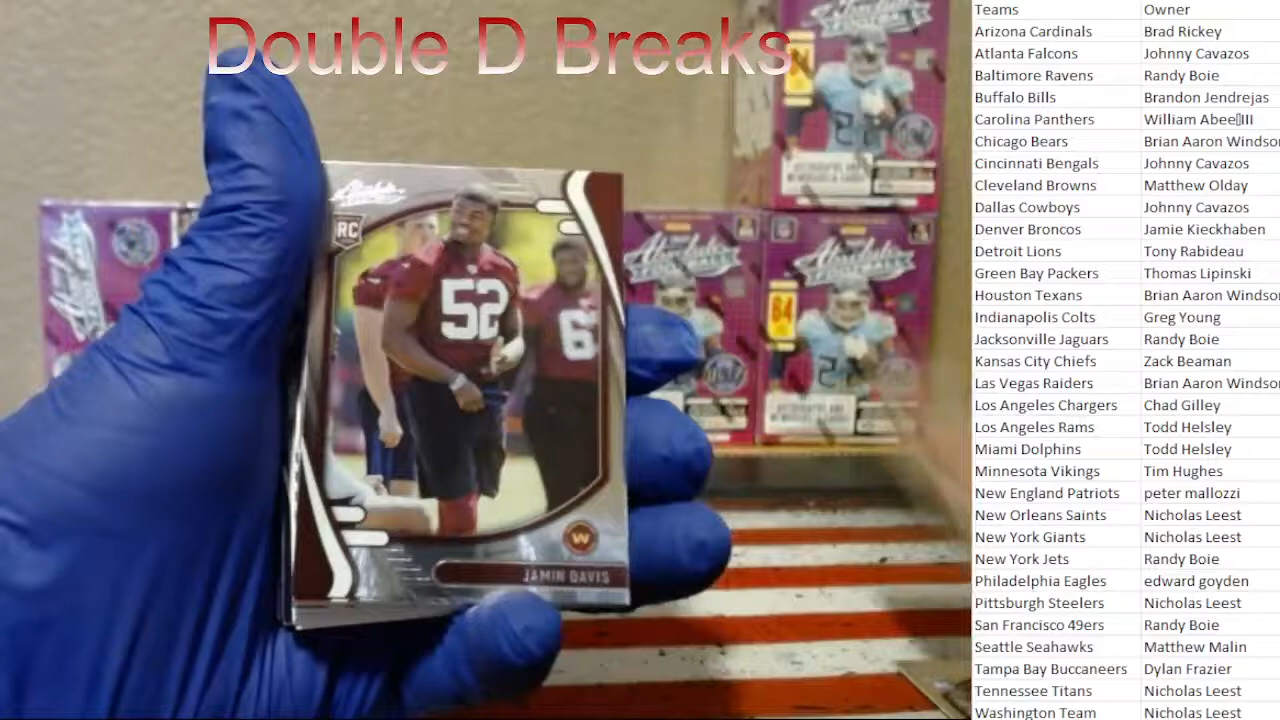 Double D Breaks
Absolute
RC
52
6
W
JAMIN DAVIS
Absolute
Absolute
64
Teams Owner
Arizona Cardinals Brad Rickey
Atlanta Falcons Johnny Cavazos
Baltimore Ravens Randy Boie
Buffalo Bills Brandon Jendrejas
Carolina Panthers William Abee▯III
Chicago Bears Brian Aaron Windsor
Cincinnati Bengals Johnny Cavazos
Cleveland Browns Matthew Olday
Dallas Cowboys Johnny Cavazos
Denver Broncos Jamie Kieckhaben
Detroit Lions Tony Rabideau
Green Bay Packers Thomas Lipinski
Houston Texans Brian Aaron Windsor
Indianapolis Colts Greg Young
Jacksonville Jaguars Randy Boie
Kansas City Chiefs Zack Beaman
Las Vegas Raiders Brian Aaron Windsor
Los Angeles Chargers Chad Gilley
Los Angeles Rams Todd Helsley
Miami Dolphins Todd Helsley
Minnesota Vikings Tim Hughes
New England Patriots peter mallozzi
New Orleans Saints Nicholas Leest
New York Giants Nicholas Leest
New York Jets Randy Boie
Philadelphia Eagles edward goyden
Pittsburgh Steelers Nicholas Leest
San Francisco 49ers Randy Boie
Seattle Seahawks Matthew Malin
Tampa Bay Buccaneers Dylan Frazier
Tennessee Titans Nicholas Leest
Washington Team Nicholas Leest